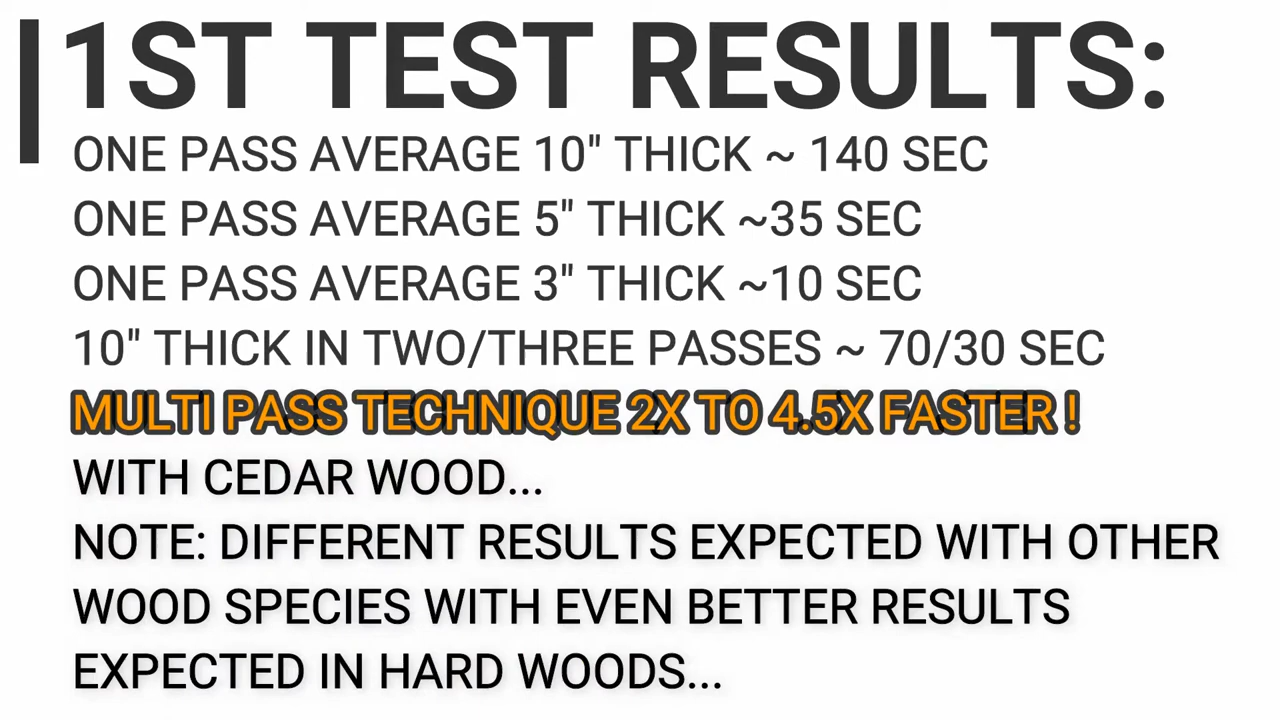 1ST TEST RESULTS:
ONE PASS AVERAGE 10" THICK ~ 140 SEC
ONE PASS AVERAGE 5" THICK ~35 SEC
ONE PASS AVERAGE 3" THICK ~10 SEC
10" THICK IN TWO/THREE PASSES ~ 70/30 SEC
MULTI PASS TECHNIQUE 2X TO 4.5X FASTER !
WITH CEDAR WOOD...
NOTE: DIFFERENT RESULTS EXPECTED WITH OTHER
WOOD SPECIES WITH EVEN BETTER RESULTS
EXPECTED IN HARD WOODS...